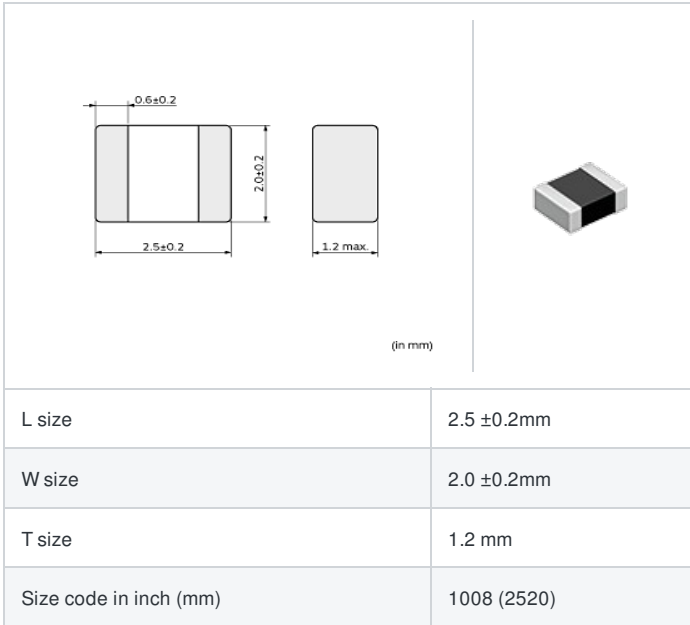 0.6±0.2
2.0±0.2
2.5±0.2
1.2 max.
(in mm)
L size 2.5 ±0.2mm
W size 2.0 ±0.2mm
T size 1.2 mm
Size code in inch (mm) 1008 (2520)